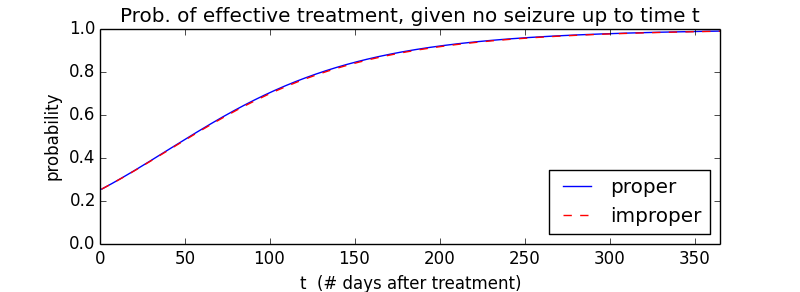 Prob. of effective treatment, given no seizure up to time t
1.0
0.8
0.6
0.4
0.2
0.0
probability
proper
improper
0 50 100 150 200 250 300 350
t (# days after treatment)